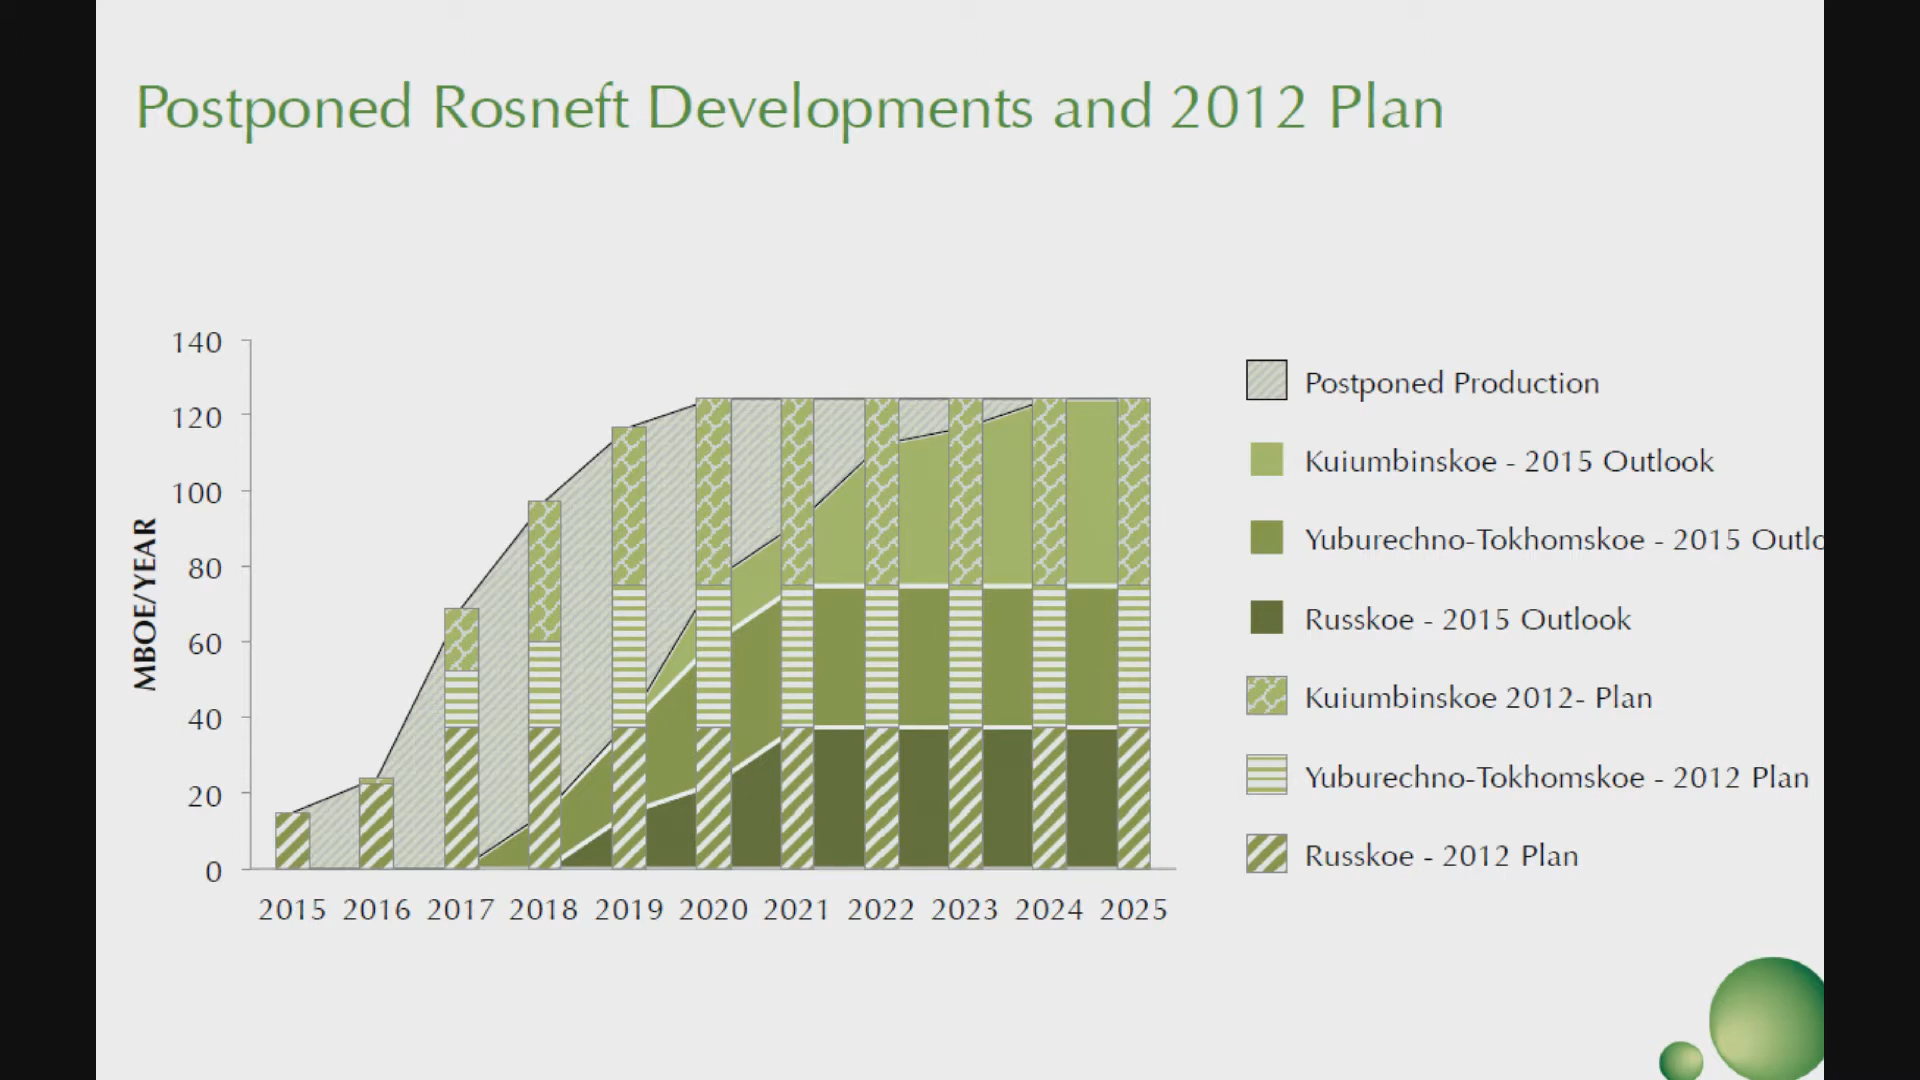 Postponed Rosneft Developments and 2012 Plan
MBOE/YEAR
140
120
100
80
60
40
20
0
2015 2016 2017 2018 2019 2020 2021 2022 2023 2024 2025
Postponed Production
Kuiumbinskoe - 2015 Outlook
Yuburechno-Tokhomskoe - 2015 Outlo
Russkoe - 2015 Outlook
Kuiumbinskoe 2012- Plan
Yuburechno-Tokhomskoe - 2012 Plan
Russkoe - 2012 Plan